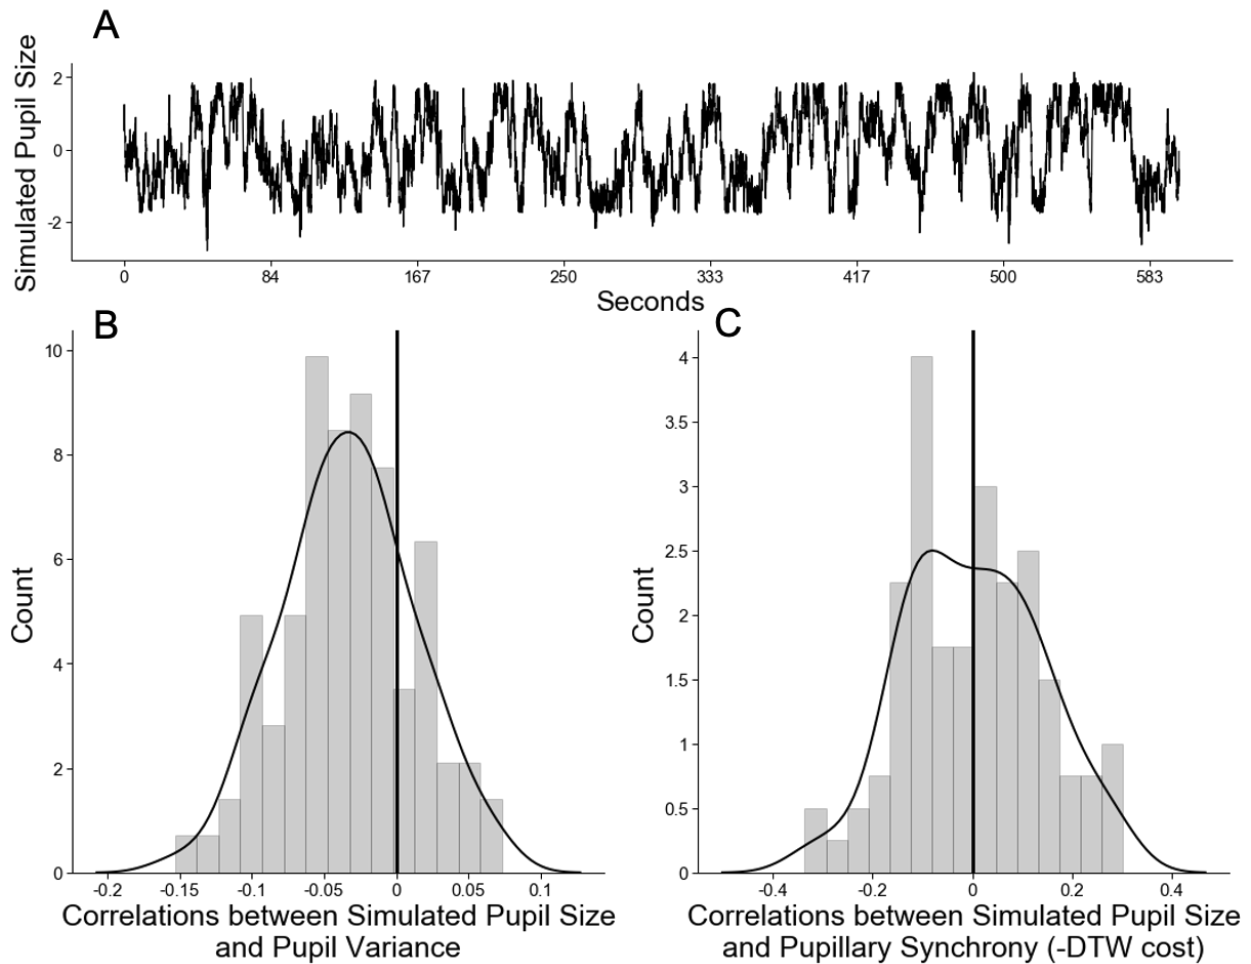 A
Simulated Pupil Size
2
0
-2
0 84 167 250 333 417 500 583
Seconds
B
Count
10
8
6
4
2
0
-0.2 -0.15 -0.1 -0.05 0 0.05 0.1
Correlations between Simulated Pupil Size
and Pupil Variance
C
Count
4
3.5
3
2.5
2
1.5
1
0.5
0
-0.4 -0.2 0 0.2 0.4
Correlations between Simulated Pupil Size
and Pupillary Synchrony (-DTW cost)